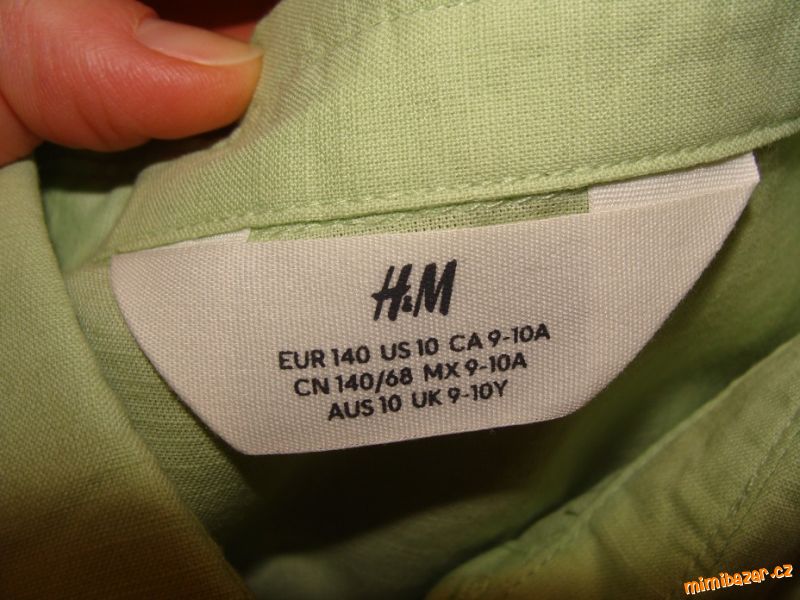 H&M
EUR 140 US 10 CA 9-10A
CN 140/68 MX 9-10A
AUS 10 UK 9-10Y
mimibazar.cz